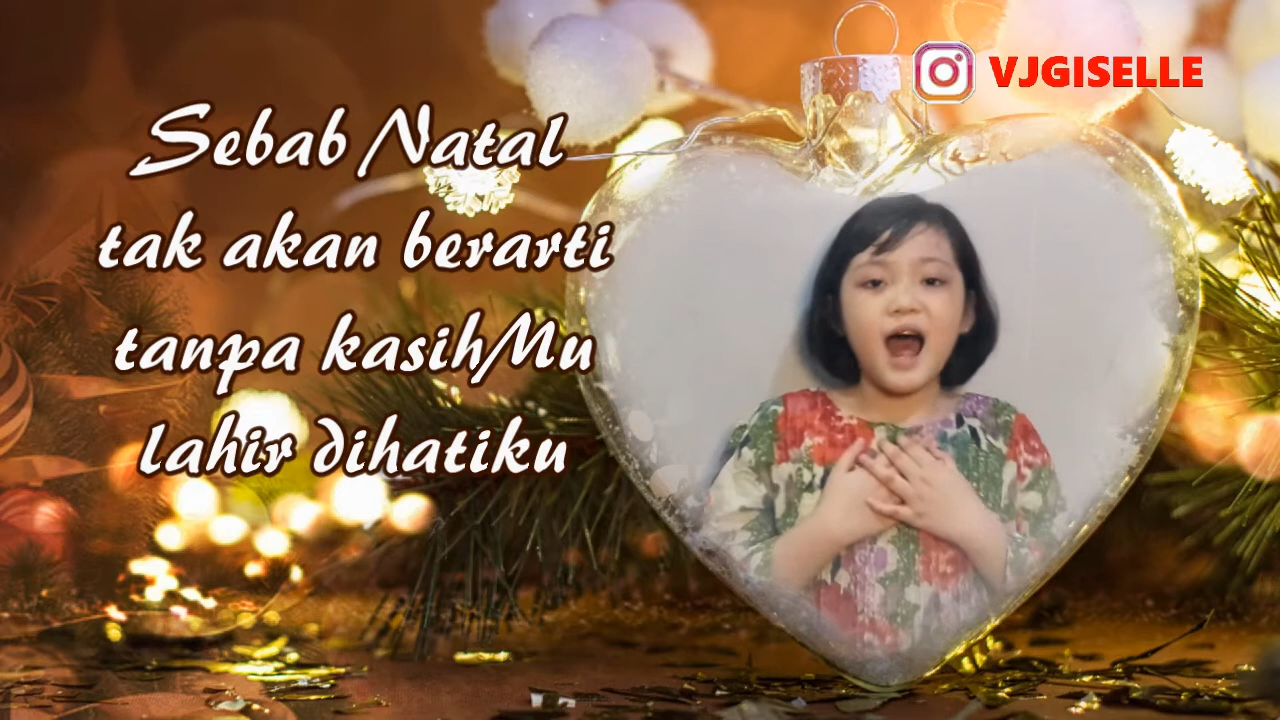 VJGISELLE
Sebab Natal
tak akan berarti
tanpa kasihMu
lahir dihatiku